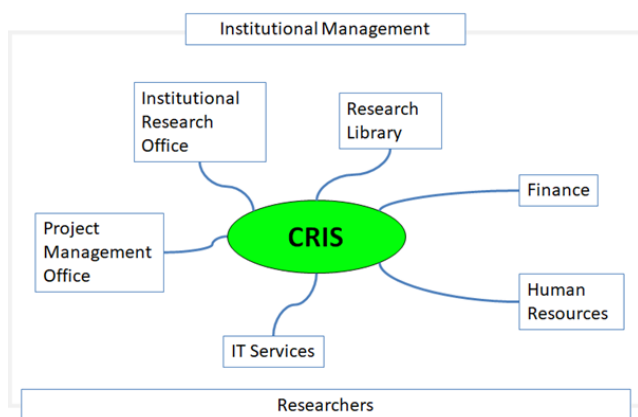 Institutional Management
Institutional
Research
Office
Research
Library
Finance
Project
Management
Office
CRIS
Human
Resources
IT Services
Researchers